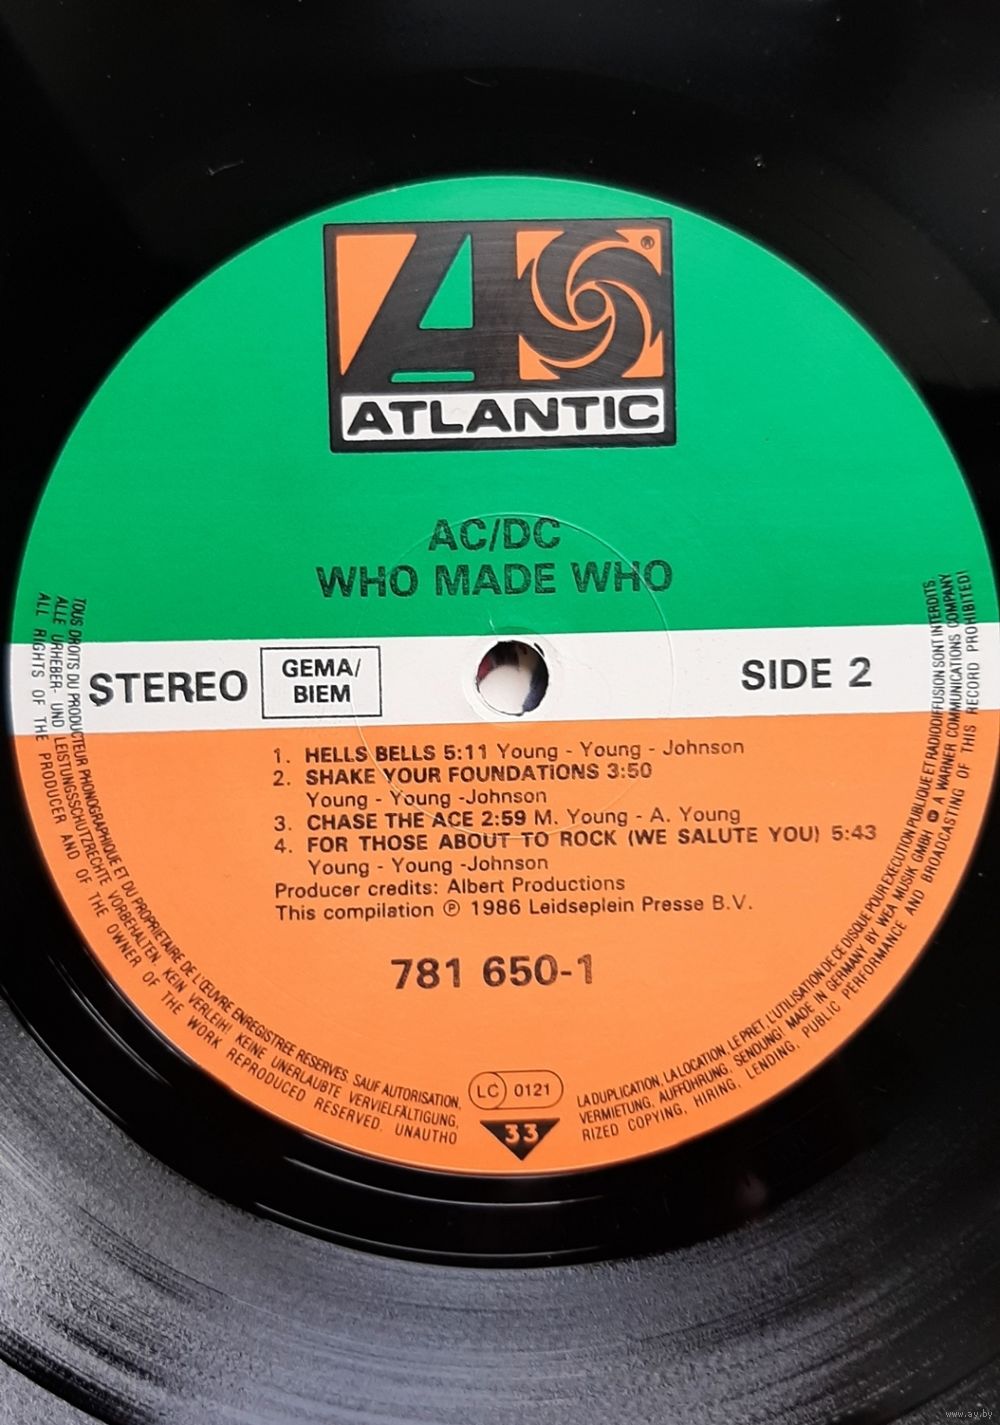 ATLANTIC
®
AC/DC
WHO MADE WHO
STEREO
GEMA/
BIEM
SIDE 2
1. HELLS BELLS 5:11 Young - Young - Johnson
2. SHAKE YOUR FOUNDATIONS 3:50
Young - Young -Johnson
3. CHASE THE ACE 2:59 M. Young - A. Young
4. FOR THOSE ABOUT TO ROCK (WE SALUTE YOU) 5:43
Young - Young -Johnson
Producer credits: Albert Productions
This compilation ℗ 1986 Leidseplein Presse B.V.
781 650-1
LC 0121
33
TOUS DROITS DU PRODUCTEUR PHONOGRAPHIQUE ET DU PROPRIETAIRE DE L'ŒUVRE ENREGISTREE RESERVES. SAUF AUTORISATION,
LA DUPLICATION, LA LOCATION, LE PRET, L'UTILISATION DE CE DISQUE POUR EXECUTION PUBLIQUE ET RADIODIFFUSION SONT INTERDITS.
ALLE URHEBER- UND LEISTUNGSSCHUTZRECHTE VORBEHALTEN. KEIN VERLEIH! KEINE UNERLAUBTE VERVIELFÄLTIGUNG,
VERMIETUNG, AUFFÜHRUNG, SENDUNG! MADE IN GERMANY BY WEA MUSIK GMBH A WARNER COMMUNICATIONS COMPANY
ALL RIGHTS OF THE PRODUCER AND OF THE OWNER OF THE WORK REPRODUCED RESERVED. UNAUTHO
RIZED COPYING, HIRING, LENDING, PUBLIC PERFORMANCE AND BROADCASTING OF THIS RECORD PROHIBITED!
www.ay.by